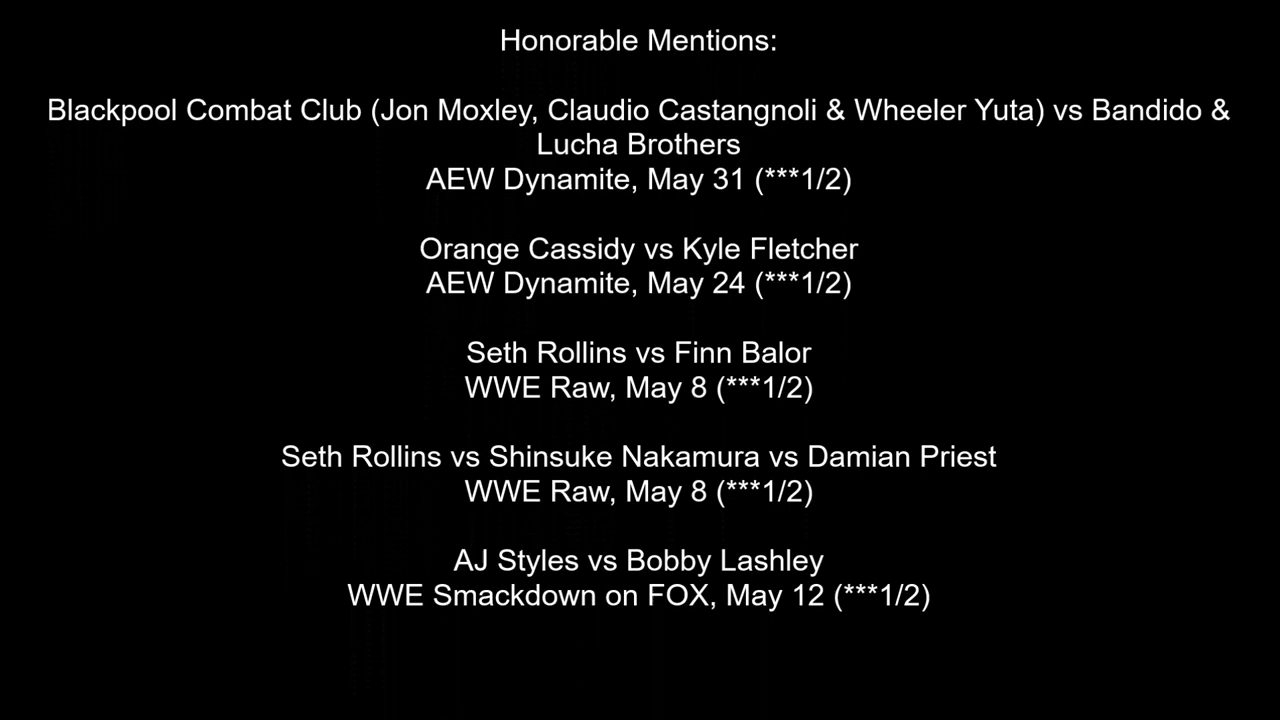 Honorable Mentions:
Blackpool Combat Club (Jon Moxley, Claudio Castangnoli & Wheeler Yuta) vs Bandido &
Lucha Brothers
AEW Dynamite, May 31 (***1/2)
Orange Cassidy vs Kyle Fletcher
AEW Dynamite, May 24 (***1/2)
Seth Rollins vs Finn Balor
WWE Raw, May 8 (***1/2)
Seth Rollins vs Shinsuke Nakamura vs Damian Priest
WWE Raw, May 8 (***1/2)
AJ Styles vs Bobby Lashley
WWE Smackdown on FOX, May 12 (***1/2)